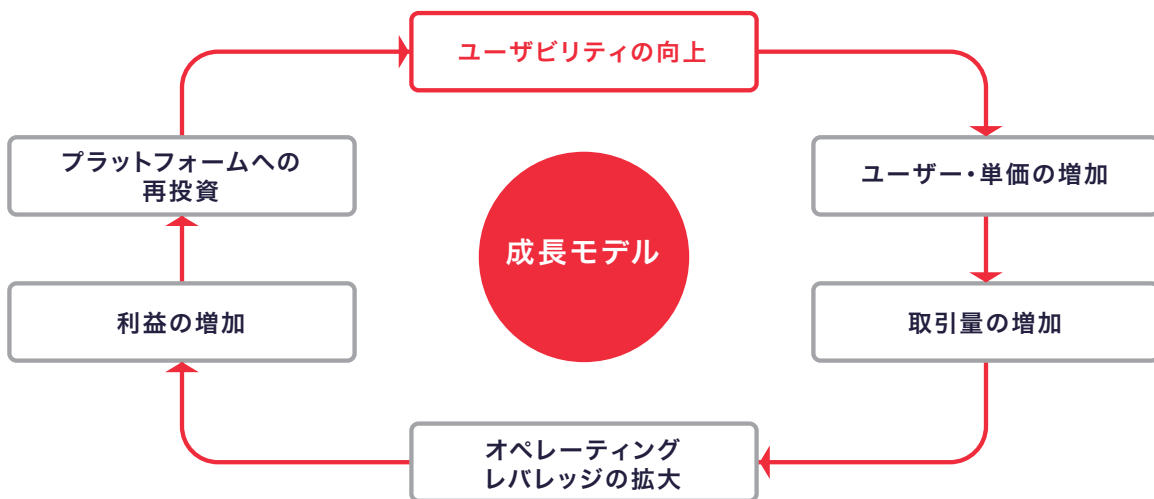 ユーザビリティの向上
プラットフォームへの
再投資
ユーザー・単価の増加
成長モデル
利益の増加
取引量の増加
オペレーティング
レバレッジの拡大